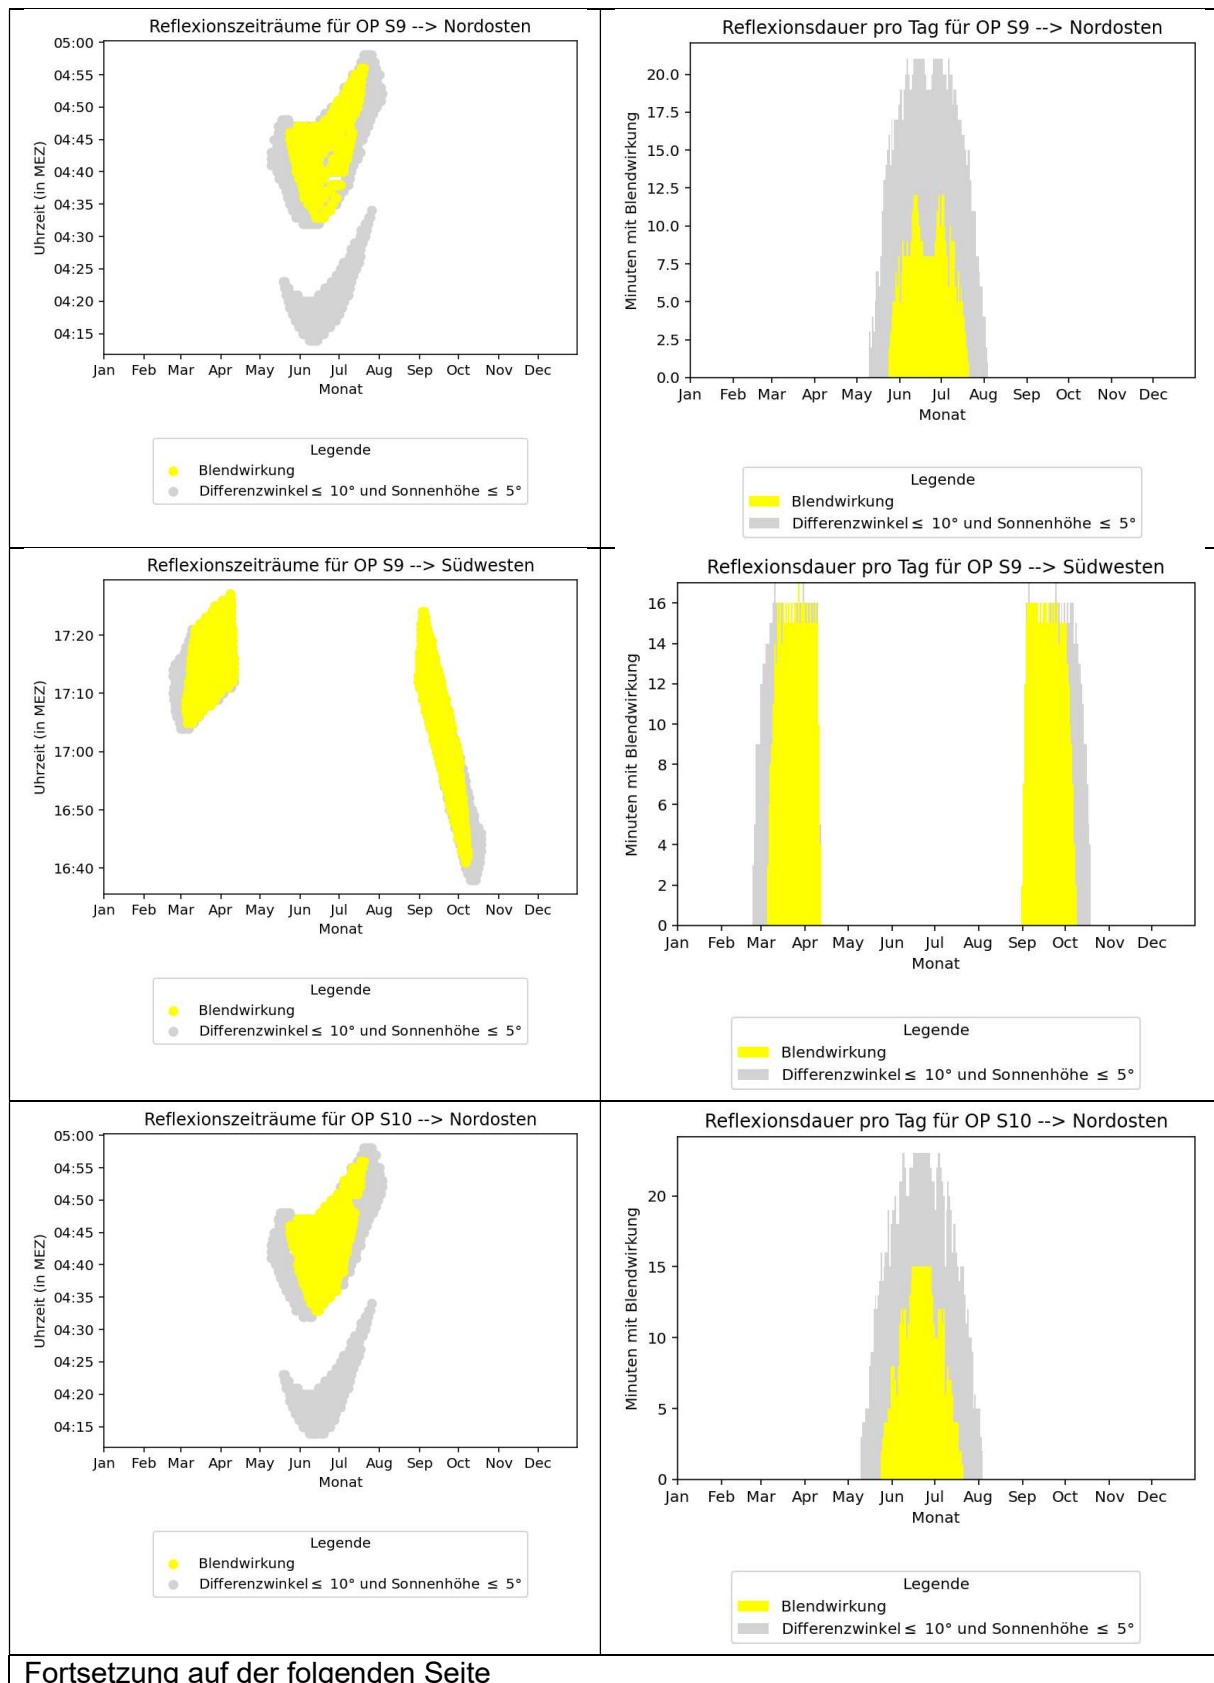 Reflexionszeiträume für OP S9 --> Nordosten
05:00
04:55
04:50
04:45
04:40
04:35
04:30
04:25
04:20
04:15
Uhrzeit (in MEZ)
Jan Feb Mar Apr May Jun Jul Aug Sep Oct Nov Dec
Monat
Legende
Blendwirkung
Differenzwinkel≤ 10° und Sonnenhöhe ≤ 5°
Reflexionsdauer pro Tag für OP S9 --> Nordosten
20.0
17.5
15.0
12.5
10.0
7.5
5.0
2.5
0.0
Minuten mit Blendwirkung
Jan Feb Mar Apr May Jun Jul Aug Sep Oct Nov Dec
Monat
Legende
Blendwirkung
Differenzwinkel≤ 10° und Sonnenhöhe ≤ 5°
Reflexionszeiträume für OP S9 --> Südwesten
17:20
17:10
17:00
16:50
16:40
Uhrzeit (in MEZ)
Jan Feb Mar Apr May Jun Jul Aug Sep Oct Nov Dec
Monat
Legende
Blendwirkung
Differenzwinkel≤ 10° und Sonnenhöhe ≤ 5°
Reflexionsdauer pro Tag für OP S9 --> Südwesten
16
14
12
10
8
6
4
2
0
Minuten mit Blendwirkung
Jan Feb Mar Apr May Jun Jul Aug Sep Oct Nov Dec
Monat
Legende
Blendwirkung
Differenzwinkel≤ 10° und Sonnenhöhe ≤ 5°
Reflexionszeiträume für OP S10 --> Nordosten
05:00
04:55
04:50
04:45
04:40
04:35
04:30
04:25
04:20
04:15
Uhrzeit (in MEZ)
Jan Feb Mar Apr May Jun Jul Aug Sep Oct Nov Dec
Monat
Legende
Blendwirkung
Differenzwinkel≤ 10° und Sonnenhöhe ≤ 5°
Reflexionsdauer pro Tag für OP S10 --> Nordosten
20
15
10
5
0
Minuten mit Blendwirkung
Jan Feb Mar Apr May Jun Jul Aug Sep Oct Nov Dec
Monat
Legende
Blendwirkung
Differenzwinkel≤ 10° und Sonnenhöhe ≤ 5°
Fortsetzung auf der folgenden Seite